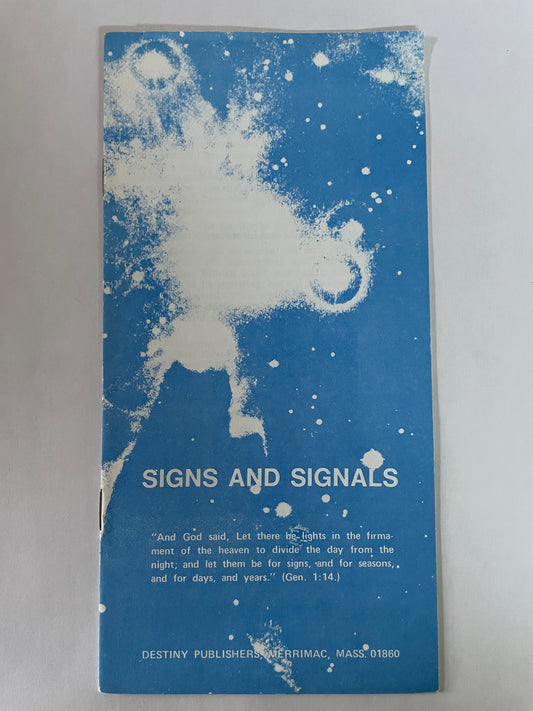 SIGNS AND SIGNALS
"And God said, Let there be lights in the firma-
ment of the heaven to divide the day from the
night; and let them be for signs, and for seasons,
and for days, and years." (Gen. 1:14.)
DESTINY PUBLISHERS, MERRIMAC, MASS. 01860